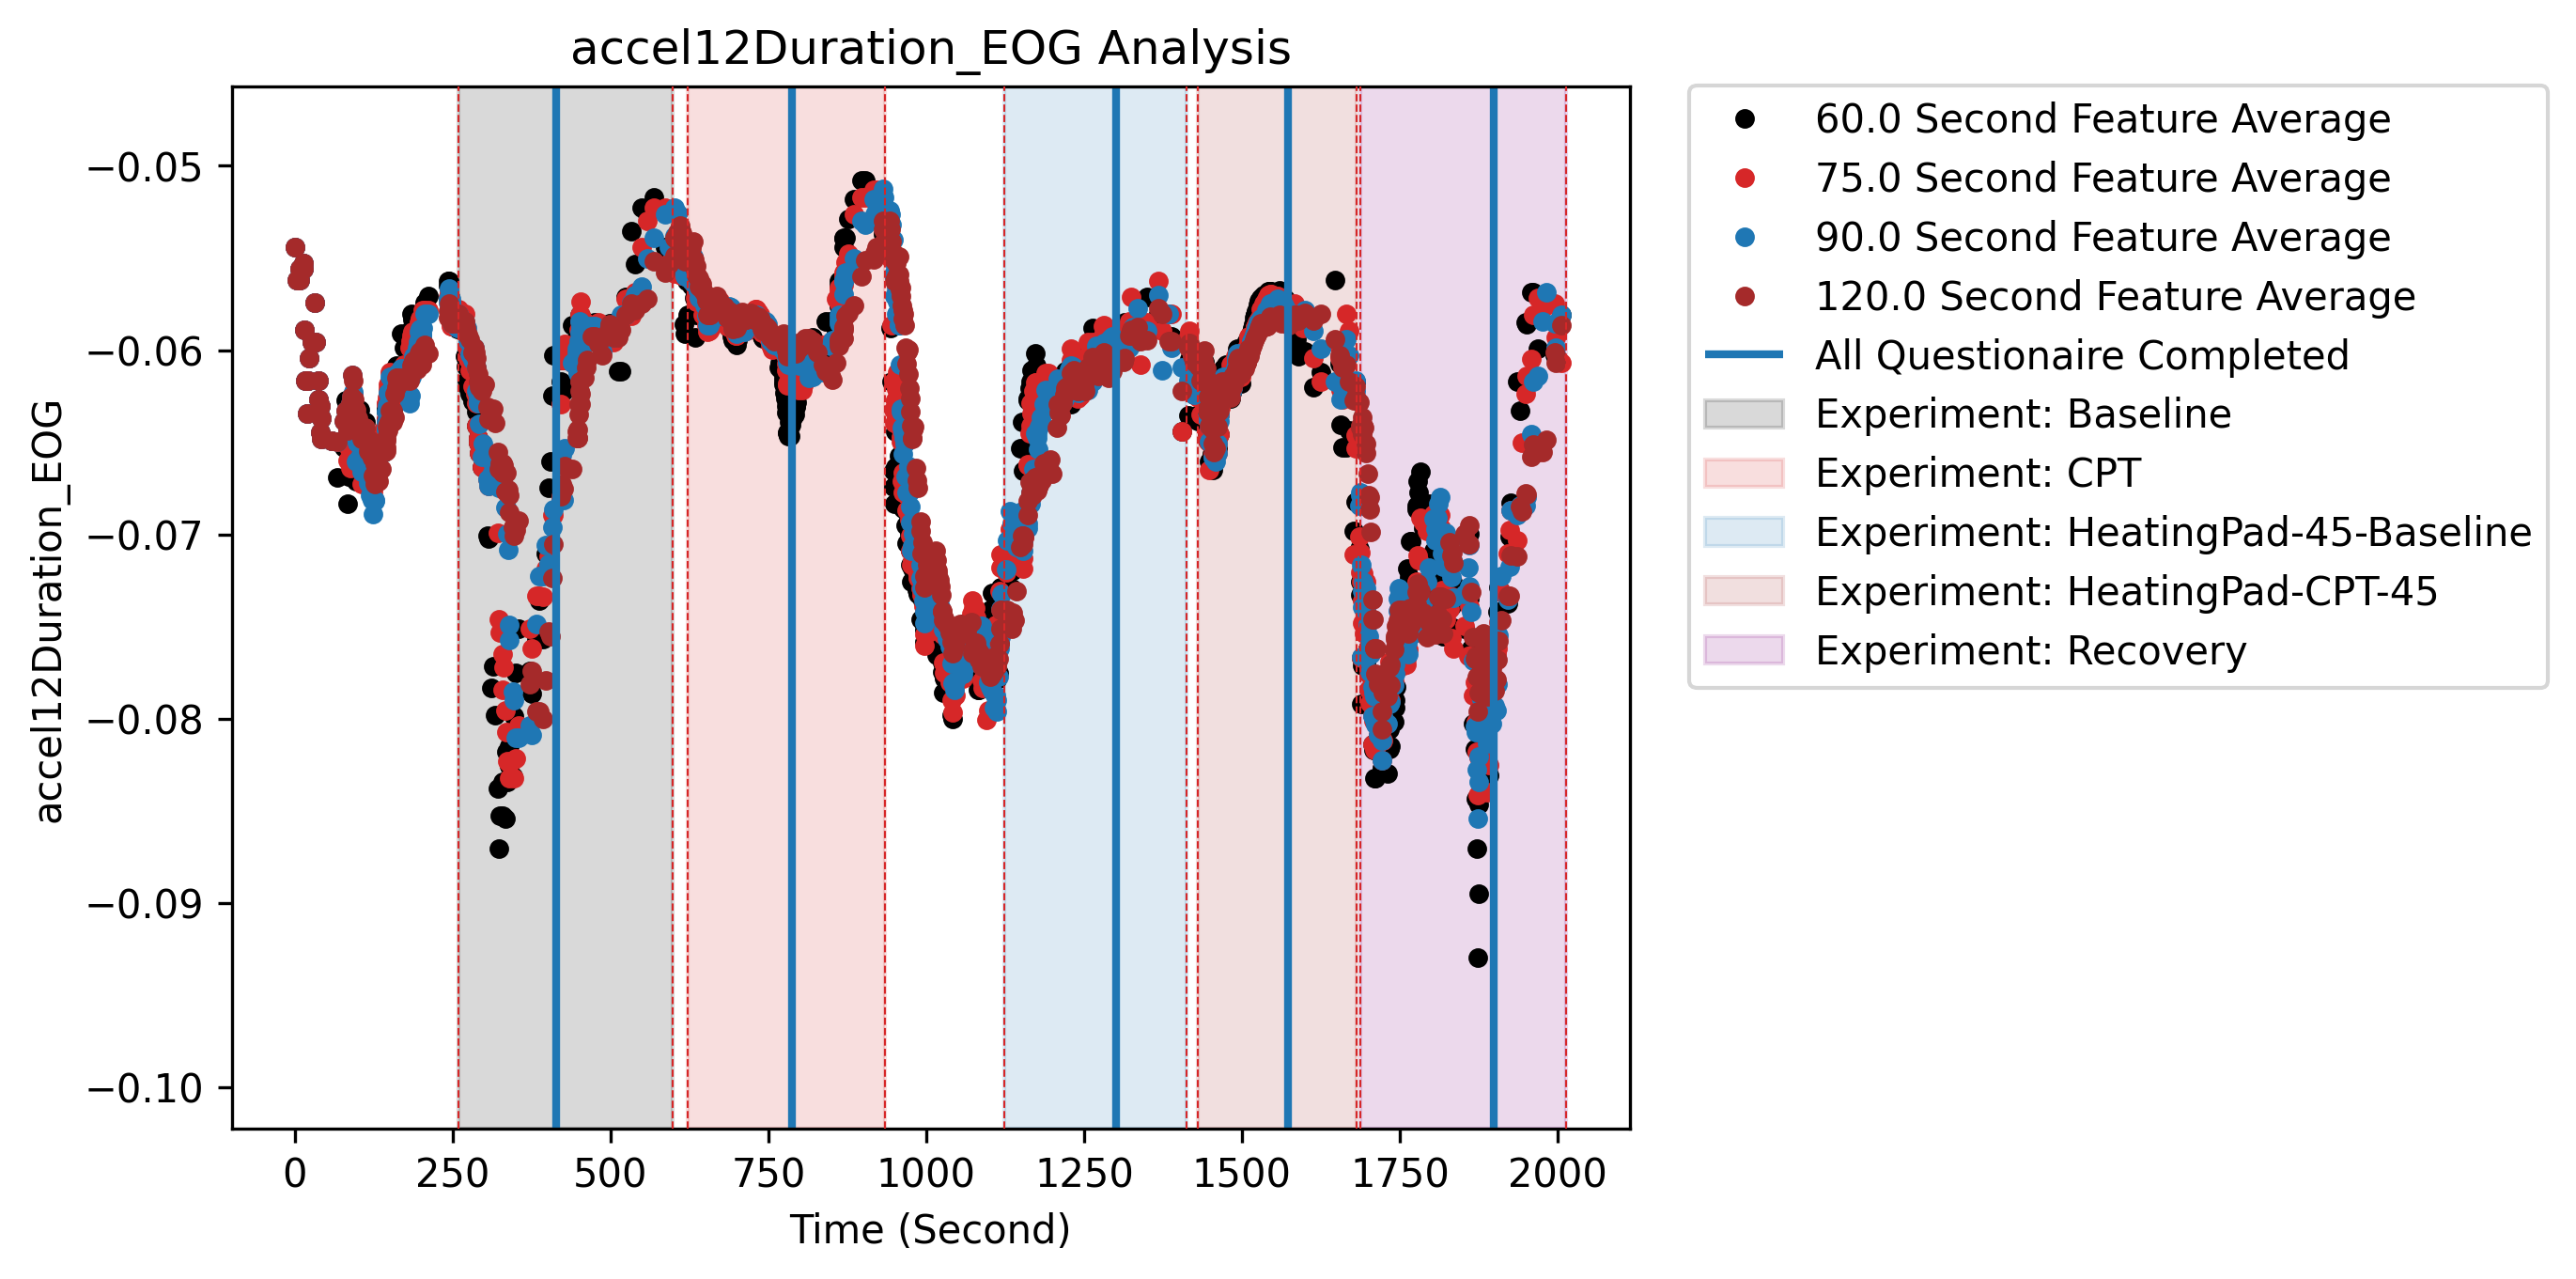 accel12Duration_EOG Analysis
accel12Duration_EOG
−0.05
−0.06
−0.07
−0.08
−0.09
−0.10
0
250
500
750
1000
1250
1500
1750
2000
Time (Second)
60.0 Second Feature Average
75.0 Second Feature Average
90.0 Second Feature Average
120.0 Second Feature Average
All Questionaire Completed
Experiment: Baseline
Experiment: CPT
Experiment: HeatingPad-45-Baseline
Experiment: HeatingPad-CPT-45
Experiment: Recovery